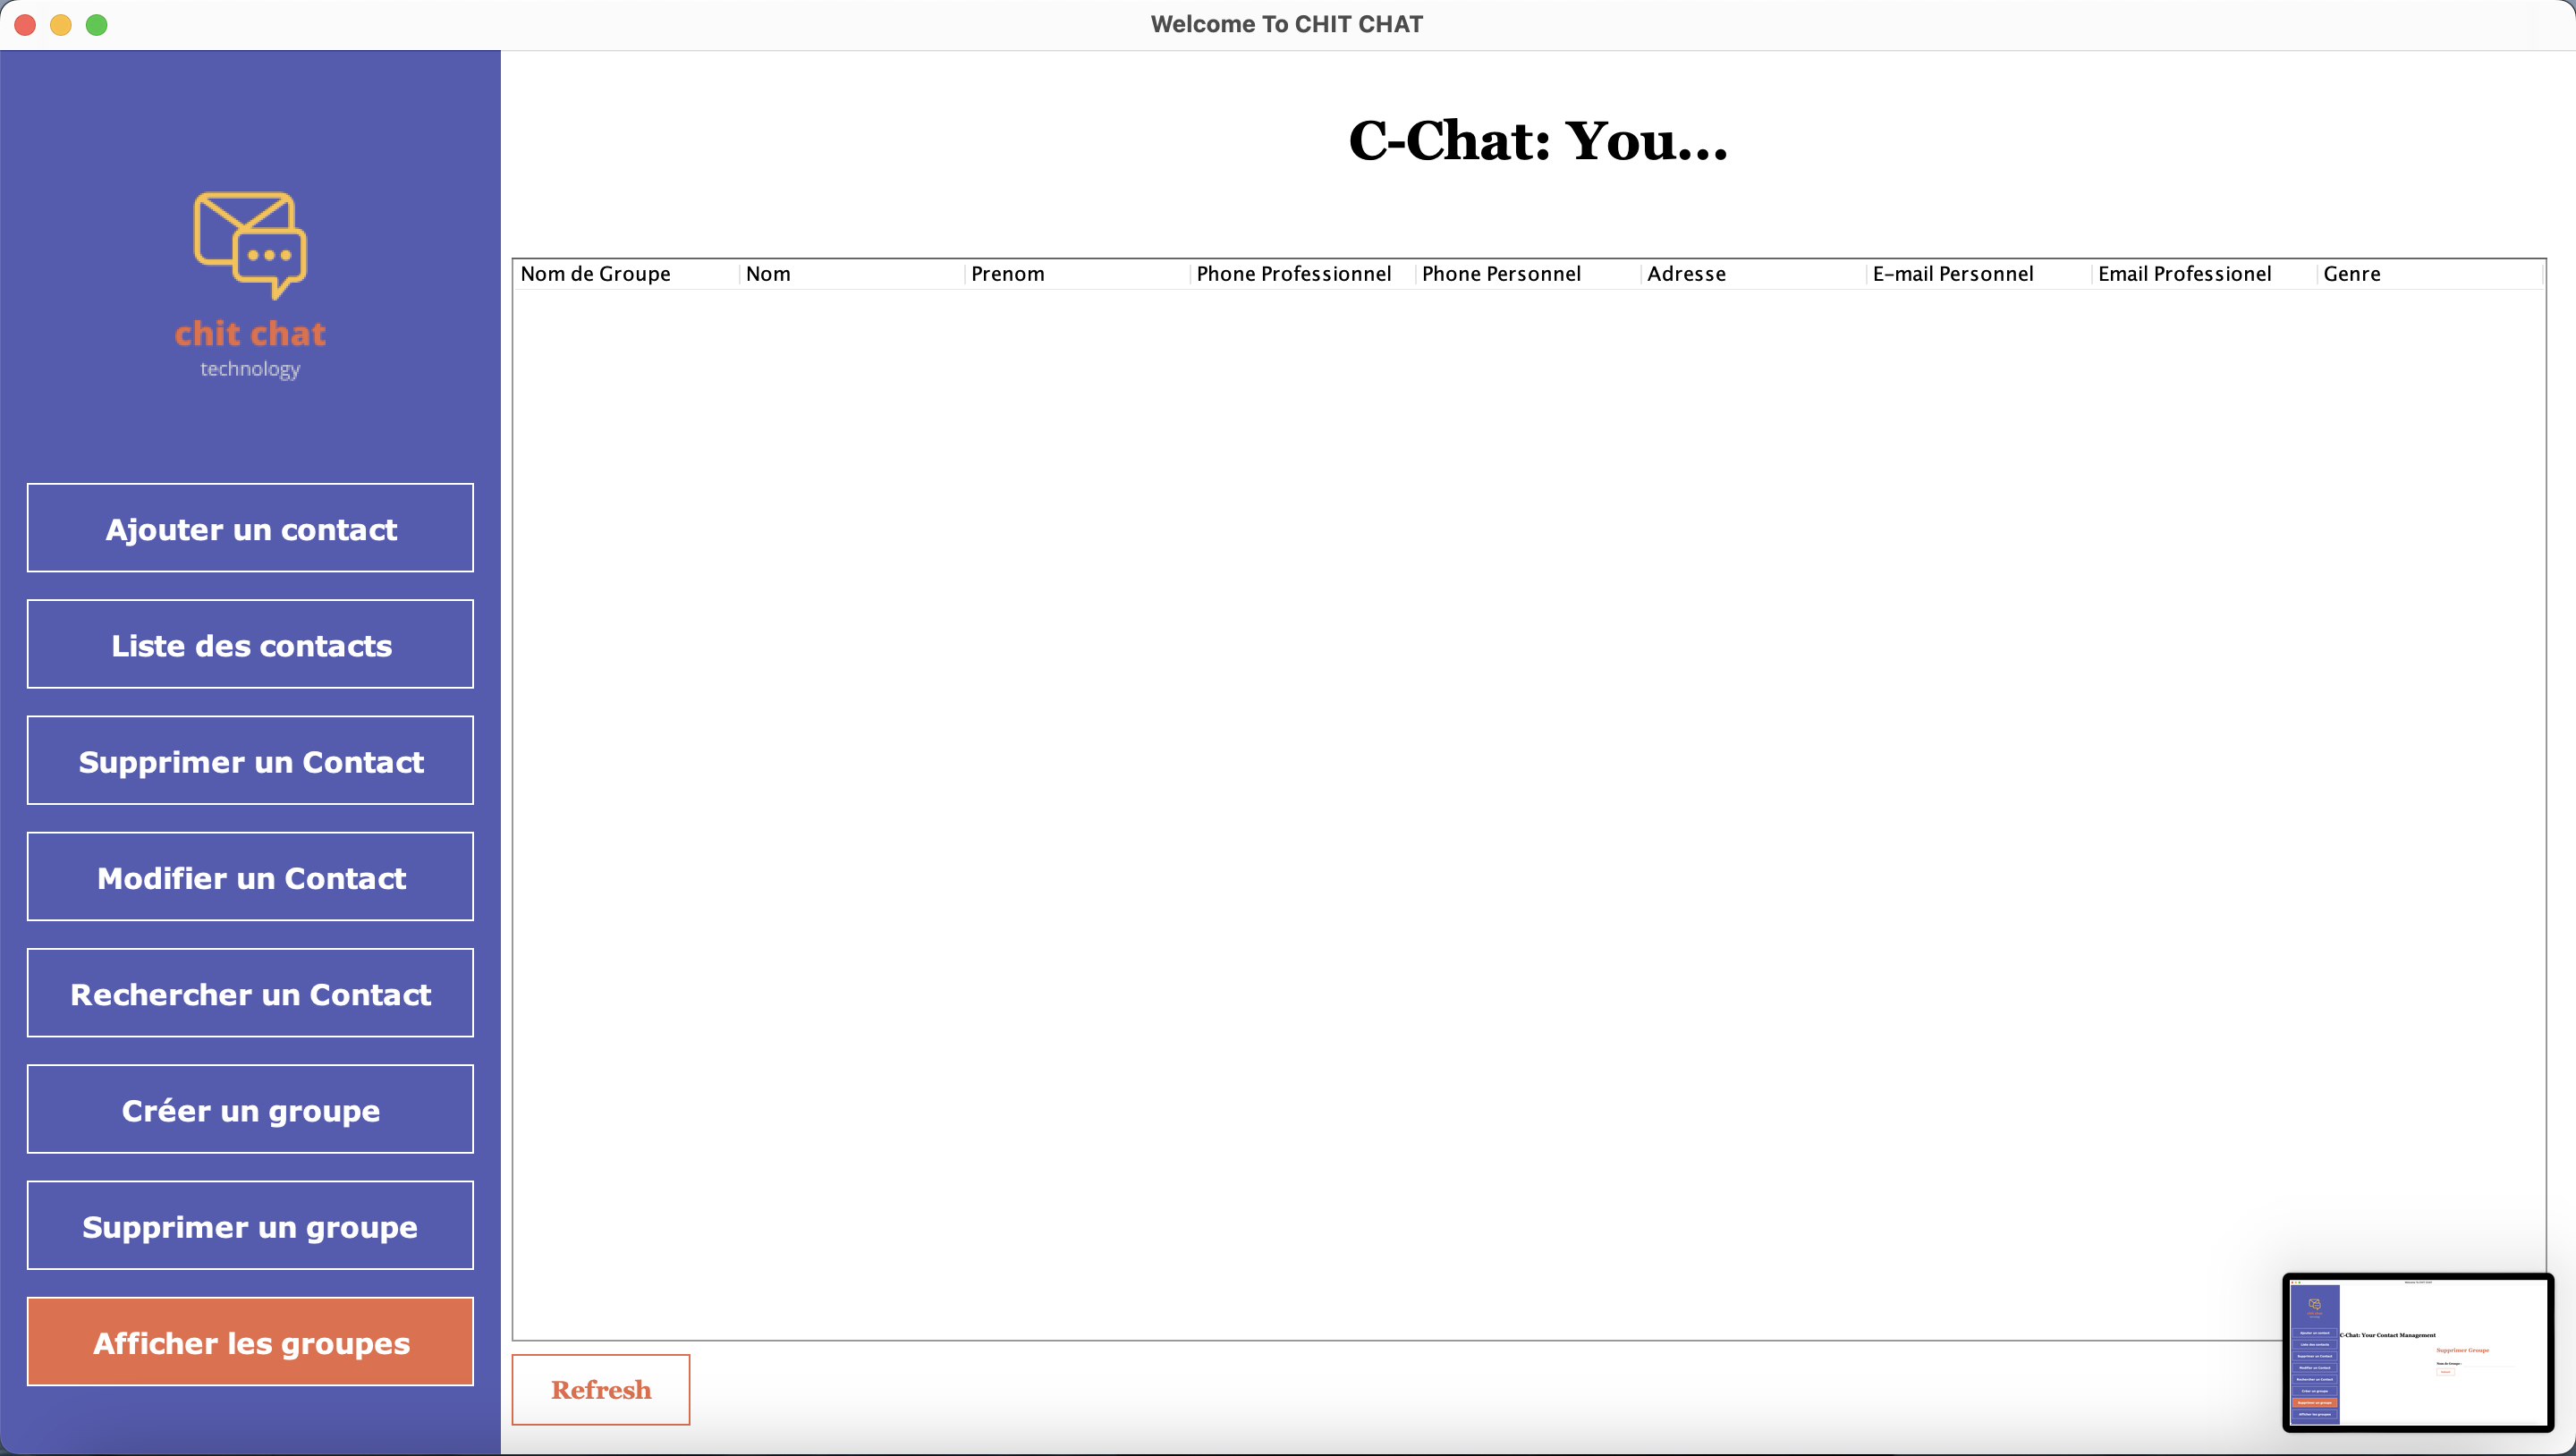 Welcome To CHIT CHAT
chit chat
technology
Ajouter un contact
Liste des contacts
Supprimer un Contact
Modifier un Contact
Rechercher un Contact
Créer un groupe
Supprimer un groupe
Afficher les groupes
C-Chat: You...
Nom de Groupe Nom Prenom Phone Professionnel Phone Personnel Adresse E-mail Personnel Email Professionel Genre
Refresh
C-Chat: Your Contact Management
Supprimer Groupe